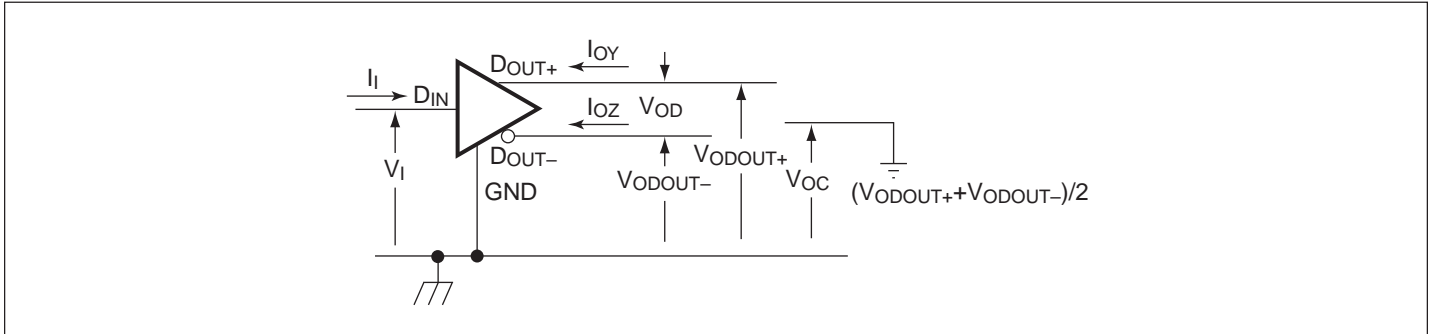 IOY
DOUT+
II
DIN
IOZ
VOD
DOUT–
VI
GND
VODOUT–
VODOUT+
VOC
(VODOUT++VODOUT–)/2